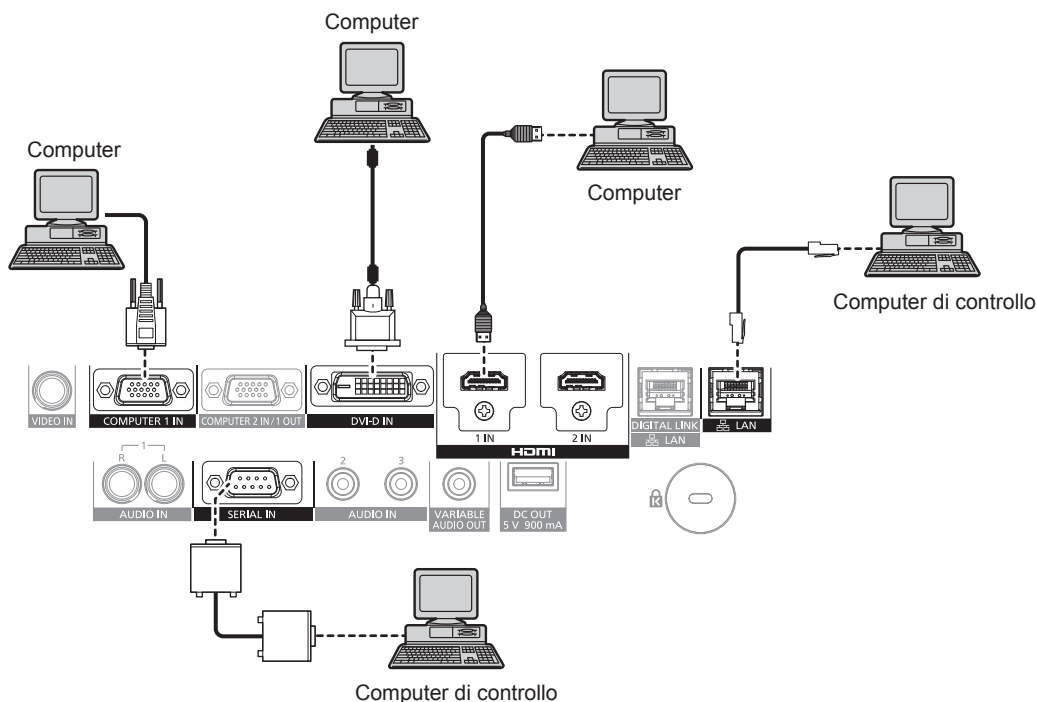 Computer
Computer
Computer
Computer di controllo
VIDEO IN
COMPUTER 1 IN
COMPUTER 2 IN/1 OUT
DVI-D IN
1 IN
2 IN
HDMI
DIGITAL LINK
LAN
LAN
1
R
L
AUDIO IN
SERIAL IN
2
3
AUDIO IN
VARIABLE
AUDIO OUT
DC OUT
5 V 900 mA
K
Computer di controllo